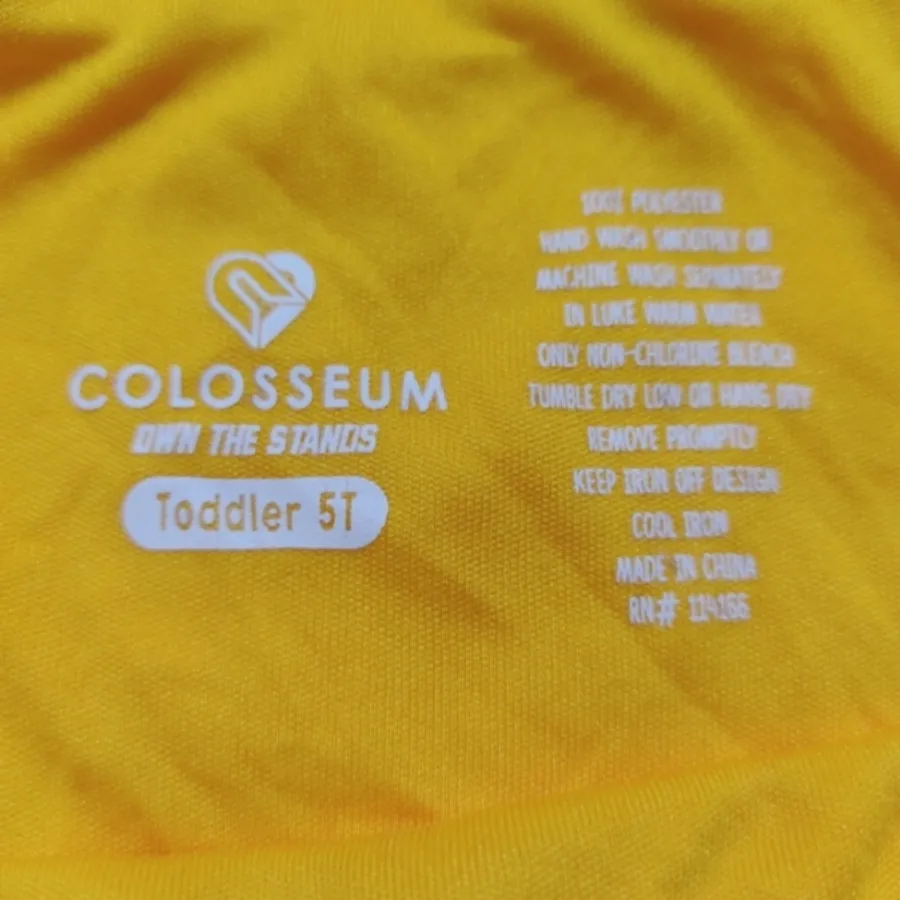 COLOSSEUM
OWN THE STANDS
Toddler 5T
100% POLYESTER
HAND WASH SMOOTHLY OR
MACHINE WASH SEPARATELY
IN LUKE WARM WATER
ONLY NON-CHLORINE BLEACH
TUMBLE DRY LOW OR HANG DRY
REMOVE PROMPTLY
KEEP IRON OFF DESIGN
COOL IRON
MADE IN CHINA
RN# 114166